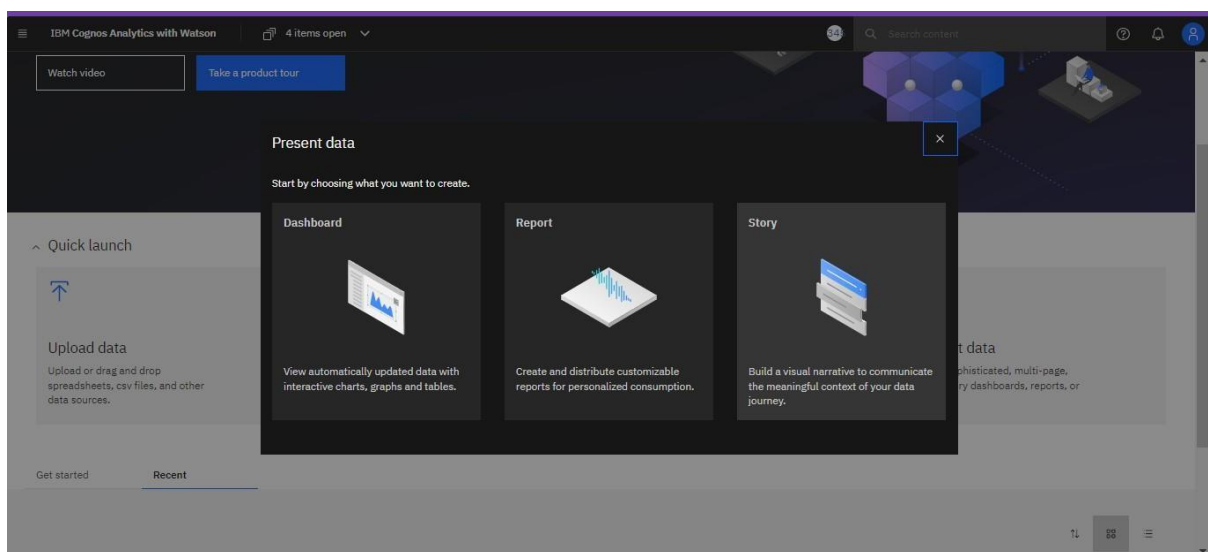 IBM Cognos Analytics with Watson
4 items open
34
Search content
Watch video
Take a product tour
Present data
Start by choosing what you want to create.
Dashboard
View automatically updated data with
interactive charts, graphs and tables.
Report
Create and distribute customizable
reports for personalized consumption.
Story
Build a visual narrative to communicate
the meaningful context of your data
journey.
Quick launch
Upload data
Upload or drag and drop
spreadsheets, csv files, and other
data sources.
t data
phisticated, multi-page,
ry dashboards, reports, or
Get started
Recent